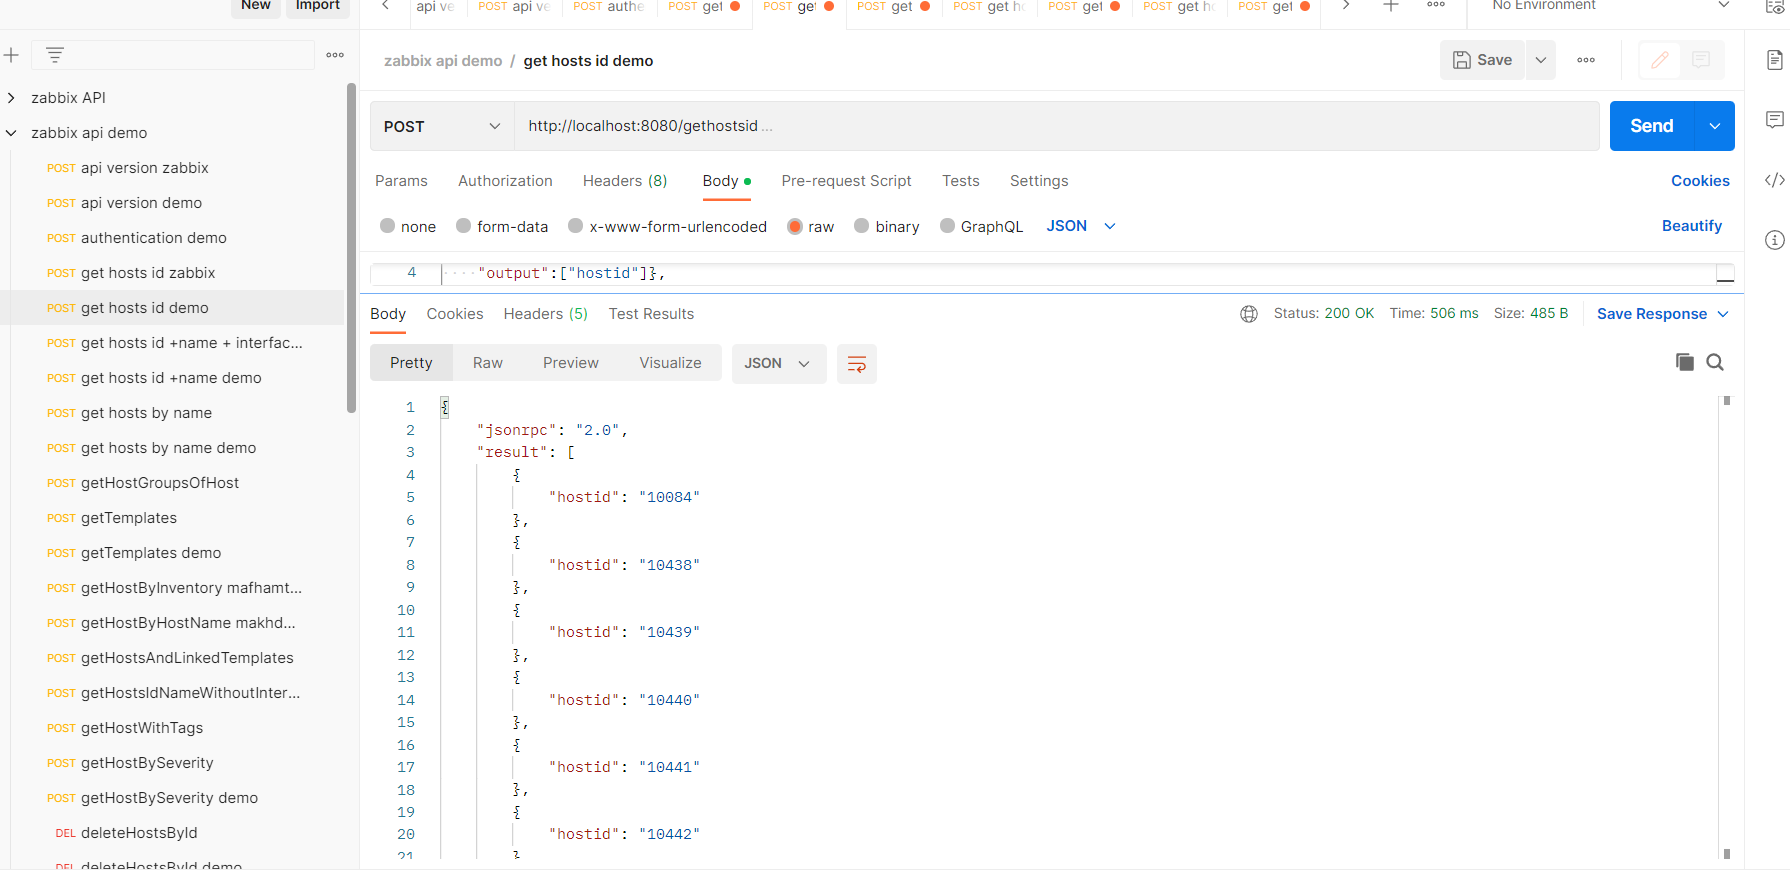 New Import
api ve POST api ve POST authe POST get POST ge POST get POST get h POST get POST get h POST get No Environment
zabbix api demo / get hosts id demo Save
zabbix API
zabbix api demo
POST api version zabbix
POST api version demo
POST authentication demo
POST get hosts id zabbix
POST get hosts id demo
POST get hosts id +name + interfac...
POST get hosts id +name demo
POST get hosts by name
POST get hosts by name demo
POST getHostGroupsOfHost
POST getTemplates
POST getTemplates demo
POST getHostByInventory mafhamt...
POST getHostByHostName makhd...
POST getHostsAndLinkedTemplates
POST getHostsIdNameWithoutInter...
POST getHostWithTags
POST getHostBySeverity
POST getHostBySeverity demo
DEL deleteHostsById
DEL deleteHostsById demo
POST http://localhost:8080/gethostsid ... Send
Params Authorization Headers (8) Body Pre-request Script Tests Settings Cookies
none form-data x-www-form-urlencoded raw binary GraphQL JSON Beautify
4 "output":["hostid"]},
Body Cookies Headers (5) Test Results Status: 200 OK Time: 506 ms Size: 485 B Save Response
Pretty Raw Preview Visualize JSON
1 {
2 "jsonrpc": "2.0",
3 "result": [
4 {
5 "hostid": "10084"
6 },
7 {
8 "hostid": "10438"
9 },
10 {
11 "hostid": "10439"
12 },
13 {
14 "hostid": "10440"
15 },
16 {
17 "hostid": "10441"
18 },
19 {
20 "hostid": "10442"
21 }